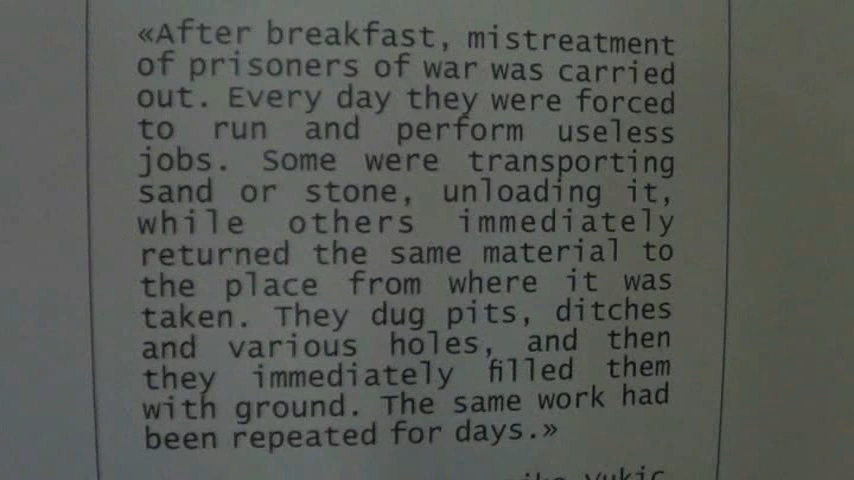 «After breakfast, mistreatment
of prisoners of war was carried
out. Every day they were forced
to run and perform useless
jobs. Some were transporting
sand or stone, unloading it,
while others immediately
returned the same material to
the place from where it was
taken. They dug pits, ditches
and various holes, and then
they immediately filled them
with ground. The same work had
been repeated for days.»
vukic